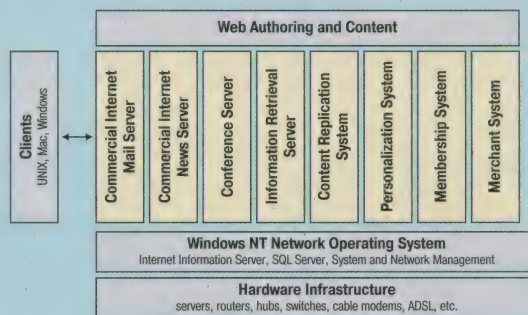 Web Authoring and Content
Clients
UNIX, Mac, Windows
Commercial Internet
Mail Server
Commercial Internet
News Server
Conference Server
Information Retrieval
Server
Content Replication
System
Personalization System
Membership System
Merchant System
Windows NT Network Operating System
Internet Information Server, SQL Server, System and Network Management
Hardware Infrastructure
servers, routers, hubs, switches, cable modems, ADSL, etc.